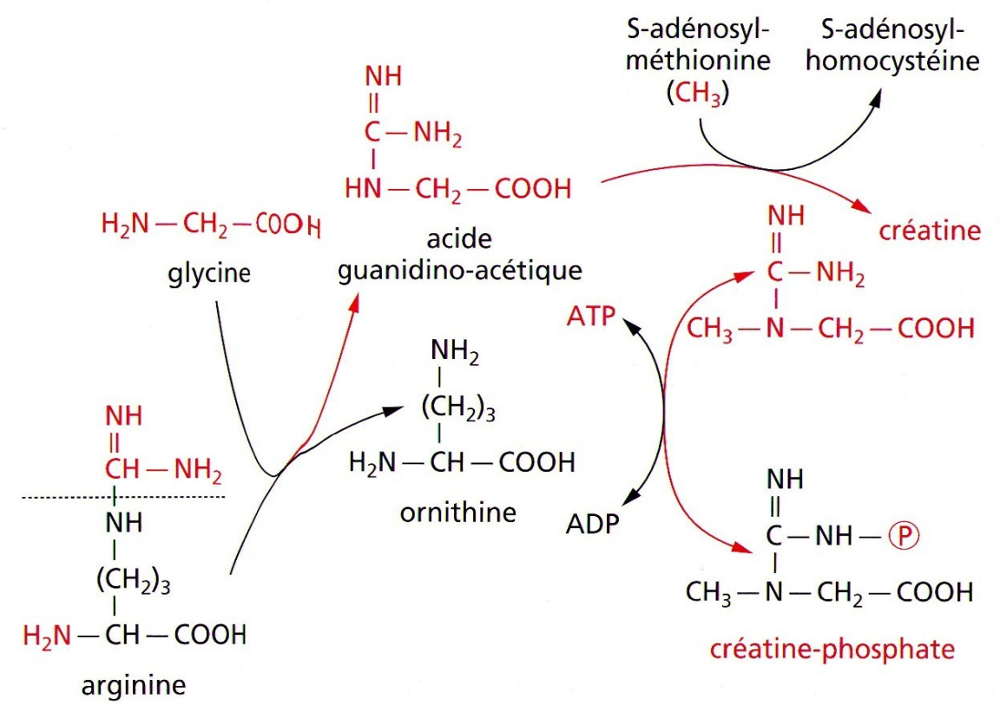 S-adénosyl-
méthionine
(CH₃)
S-adénosyl-
homocystéine
NH
||
C — NH₂
|
HN — CH₂ — COOH
acide
guanidino-acétique
H₂N — CH₂ — COOH
glycine
NH
||
C — NH₂
|
CH₃ — N — CH₂ — COOH
créatine
ATP
ADP
NH₂
|
(CH₂)₃
|
H₂N — CH — COOH
ornithine
NH
||
CH — NH₂
|
NH
|
(CH₂)₃
|
H₂N — CH — COOH
arginine
NH
||
C — NH — P
|
CH₃ — N — CH₂ — COOH
créatine-phosphate